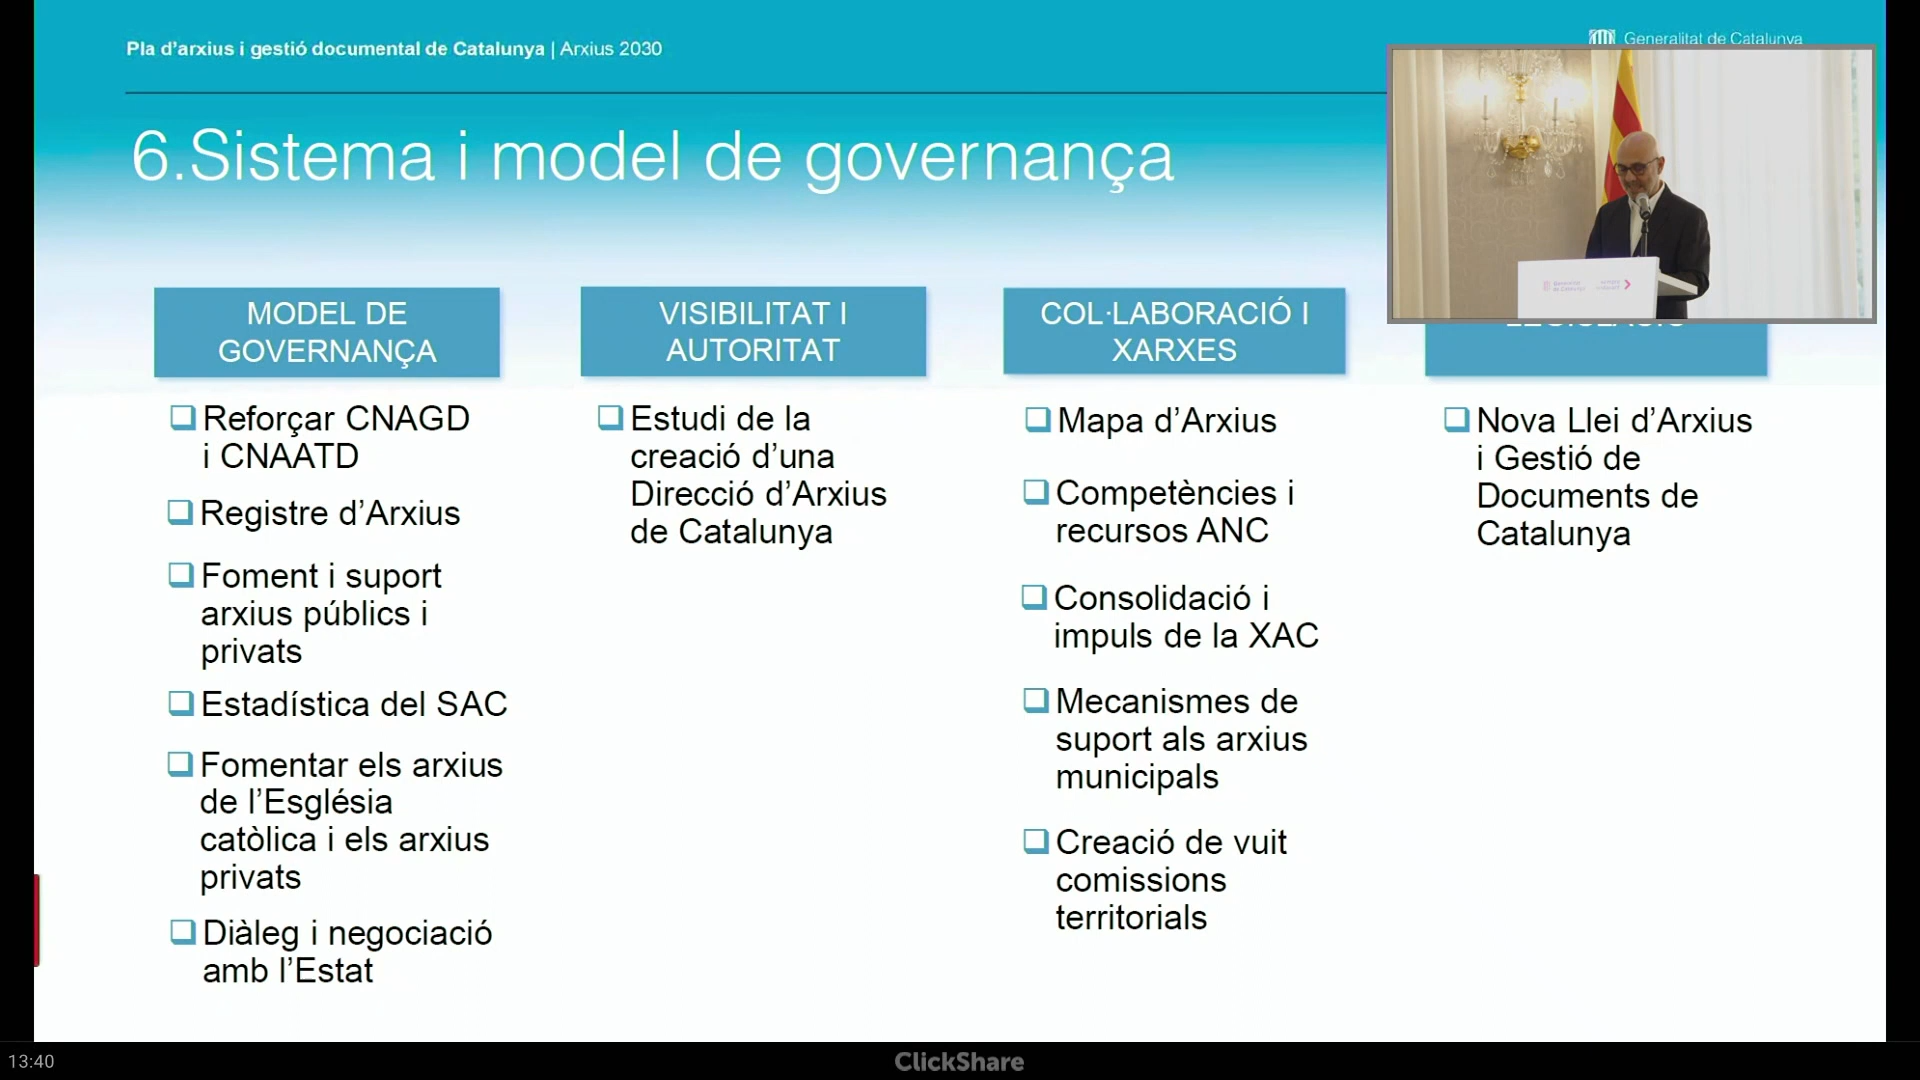 Pla d’arxius i gestió documental de Catalunya | Arxius 2030
Generalitat de Catalunya
6.Sistema i model de governança
MODEL DE
GOVERNANÇA
Reforçar CNAGD
i CNAATD
Registre d’Arxius
Foment i suport
arxius públics i
privats
Estadística del SAC
Fomentar els arxius
de l’Església
catòlica i els arxius
privats
Diàleg i negociació
amb l’Estat
VISIBILITAT I
AUTORITAT
Estudi de la
creació d’una
Direcció d’Arxius
de Catalunya
COL·LABORACIÓ I
XARXES
Mapa d’Arxius
Competències i
recursos ANC
Consolidació i
impuls de la XAC
Mecanismes de
suport als arxius
municipals
Creació de vuit
comissions
territorials
Nova Llei d’Arxius
i Gestió de
Documents de
Catalunya
13:40
ClickShare